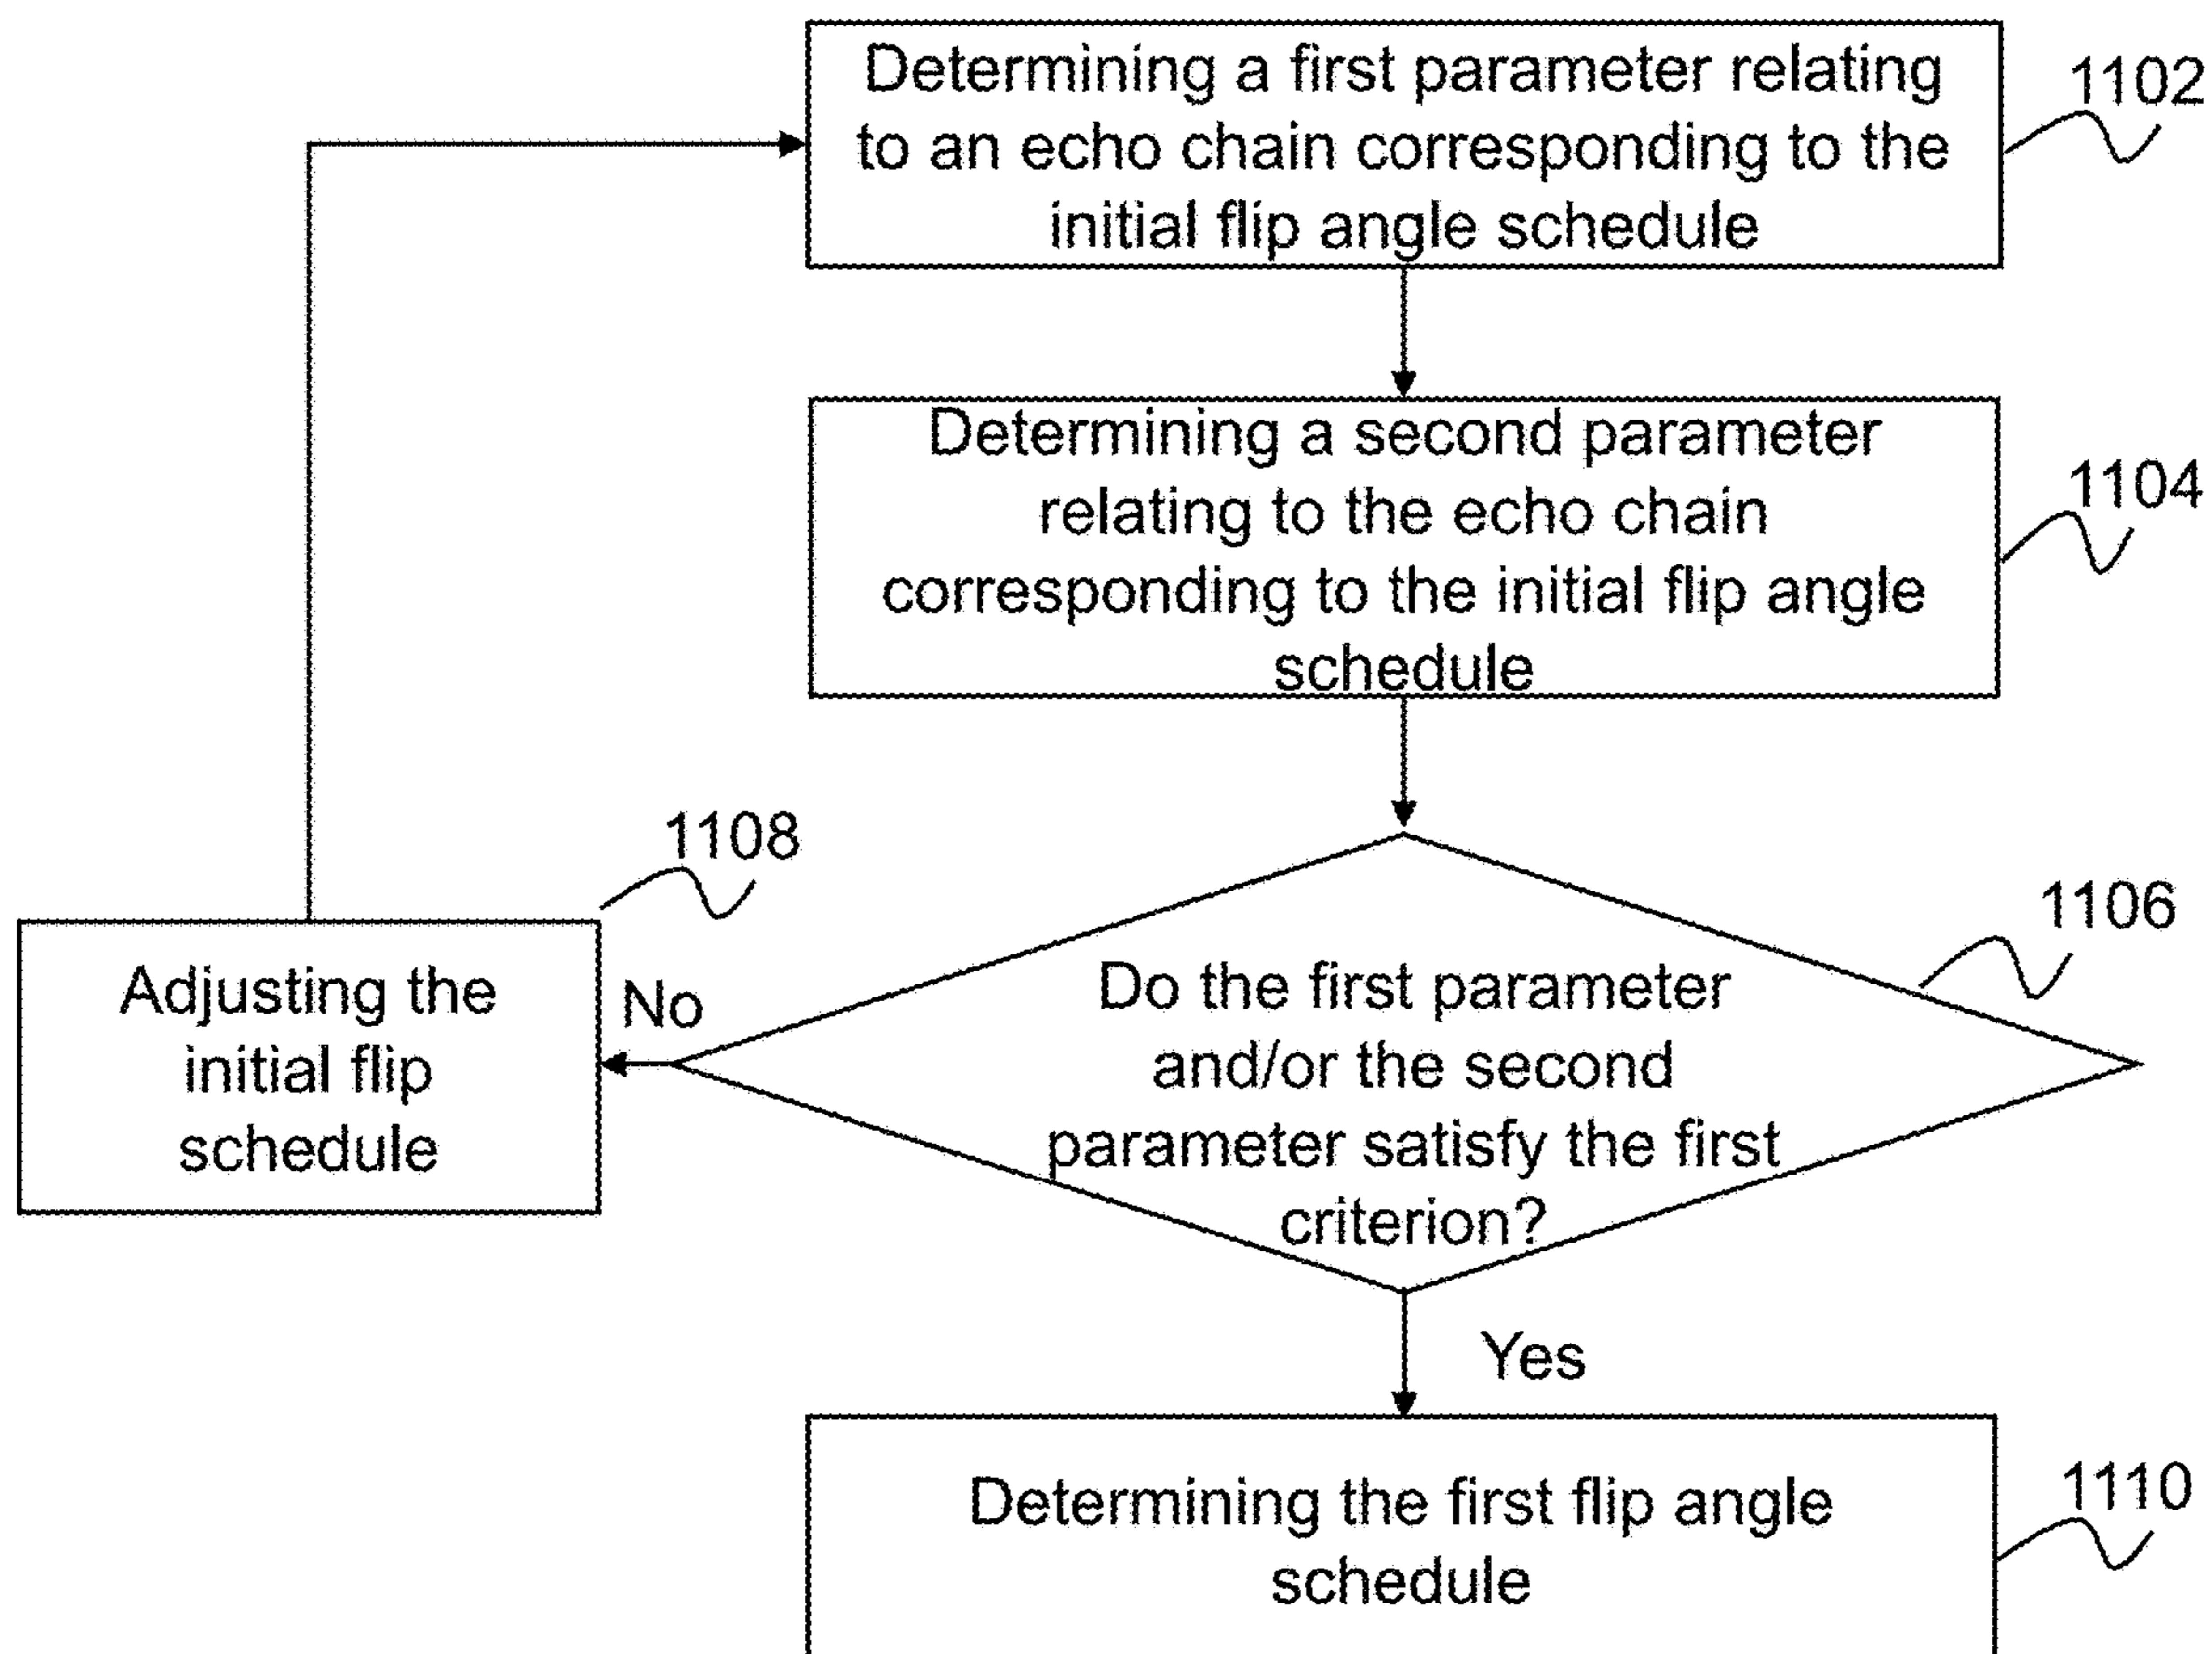 Determining a first parameter relating
to an echo chain corresponding to the
initial flip angle schedule
1102
Determining a second parameter
relating to the echo chain
corresponding to the initial flip angle
schedule
1104
1108
Adjusting the
initial flip
schedule
No
1106
Do the first parameter
and/or the second
parameter satisfy the first
criterion?
Yes
Determining the first flip angle
schedule
1110